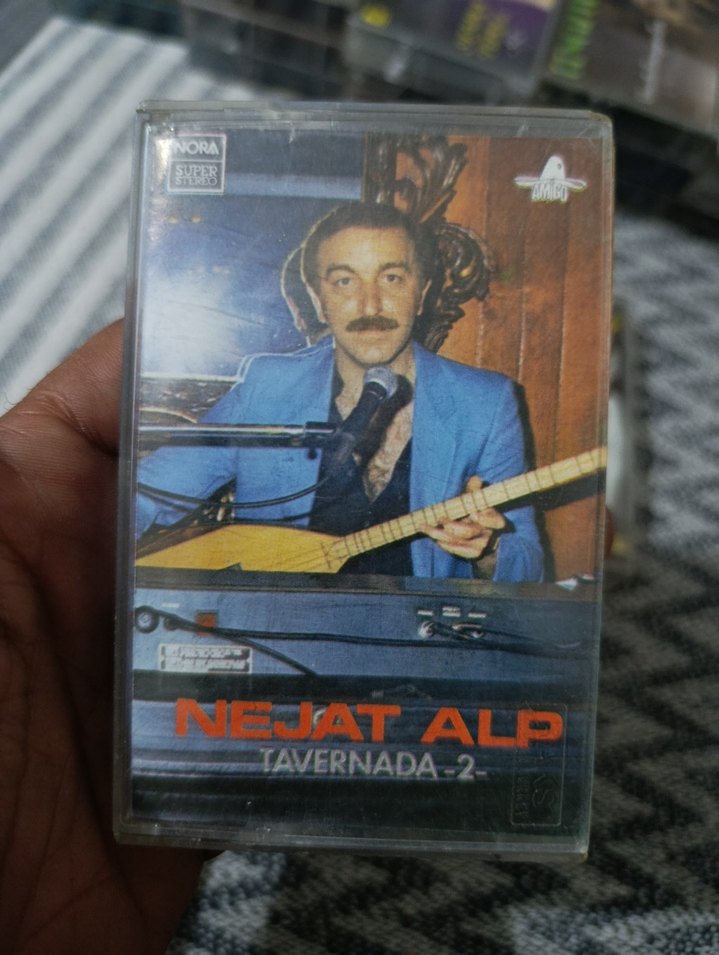 NORA
SUPER
STEREO
AMIGO
NEJAT ALP
TAVERNADA -2-